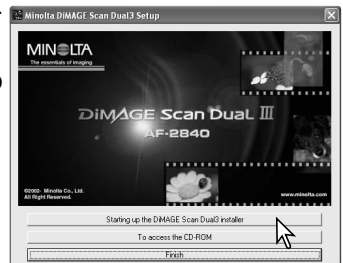 Minolta DiMAGE Scan Dual3 Setup
MINOLTA
The essentials of imaging
DiMAGE Scan Dual III
AF-2840
©2002- Minolta Co., Ltd.
All Right Reserved.
www.minolta.com
Starting up the DiMAGE Scan Dual3 installer
To access the CD-ROM
Finish